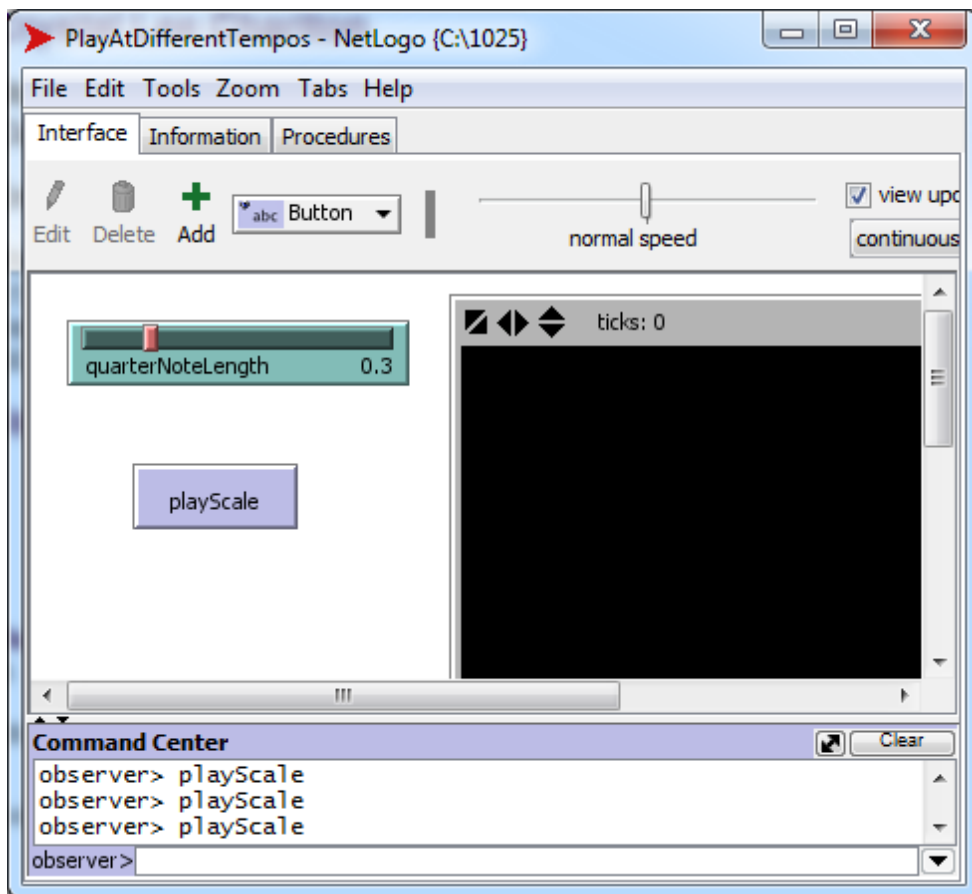 PlayAtDifferentTempos - NetLogo {C:\1025}
File Edit Tools Zoom Tabs Help
Interface Information Procedures
Edit Delete Add abc Button normal speed view upd
continuous
ticks: 0
quarterNoteLength 0.3
playScale
Command Center Clear
observer> playScale
observer> playScale
observer> playScale
observer>